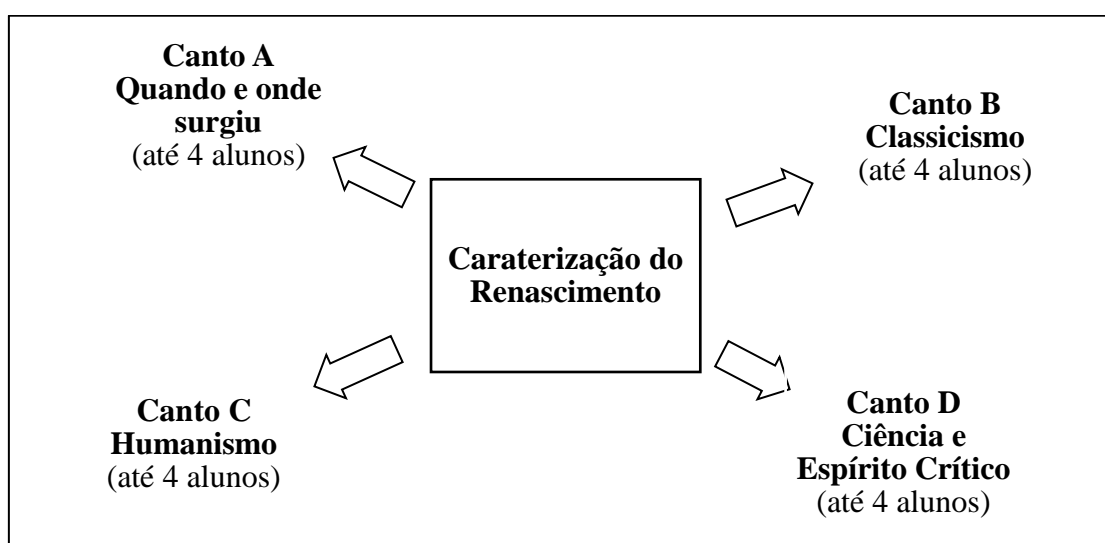 Canto A
Quando e onde
surgiu
(até 4 alunos)
Canto B
Classicismo
(até 4 alunos)
Caraterização do
Renascimento
Canto C
Humanismo
(até 4 alunos)
Canto D
Ciência e
Espírito Crítico
(até 4 alunos)